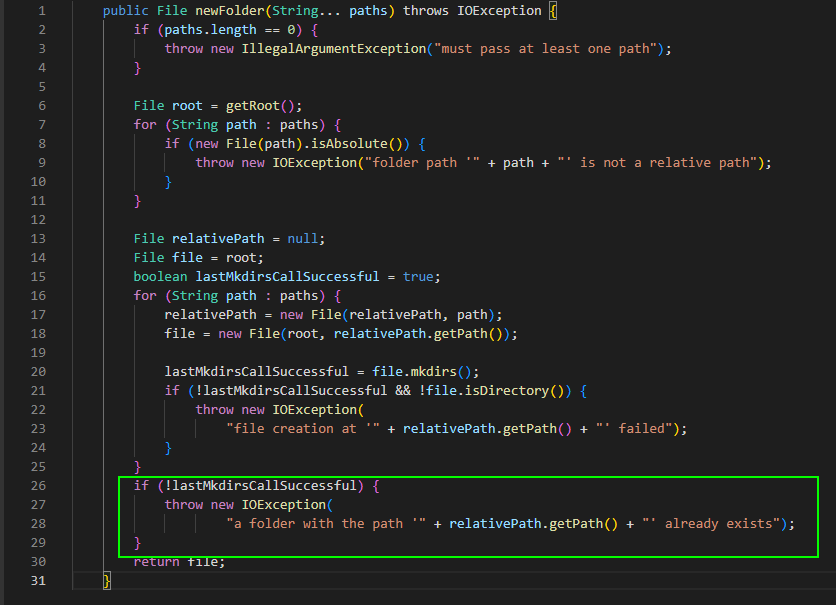 1 public File newFolder(String... paths) throws IOException {
2 if (paths.length == 0) {
3 throw new IllegalArgumentException("must pass at least one path");
4 }
5
6 File root = getRoot();
7 for (String path : paths) {
8 if (new File(path).isAbsolute()) {
9 throw new IOException("folder path '" + path + "' is not a relative path");
10 }
11 }
12
13 File relativePath = null;
14 File file = root;
15 boolean lastMkdirsCallSuccessful = true;
16 for (String path : paths) {
17 relativePath = new File(relativePath, path);
18 file = new File(root, relativePath.getPath());
19
20 lastMkdirsCallSuccessful = file.mkdirs();
21 if (!lastMkdirsCallSuccessful && !file.isDirectory()) {
22 throw new IOException(
23 "file creation at '" + relativePath.getPath() + "' failed");
24 }
25 }
26 if (!lastMkdirsCallSuccessful) {
27 throw new IOException(
28 "a folder with the path '" + relativePath.getPath() + "' already exists");
29 }
30 return file;
31 }